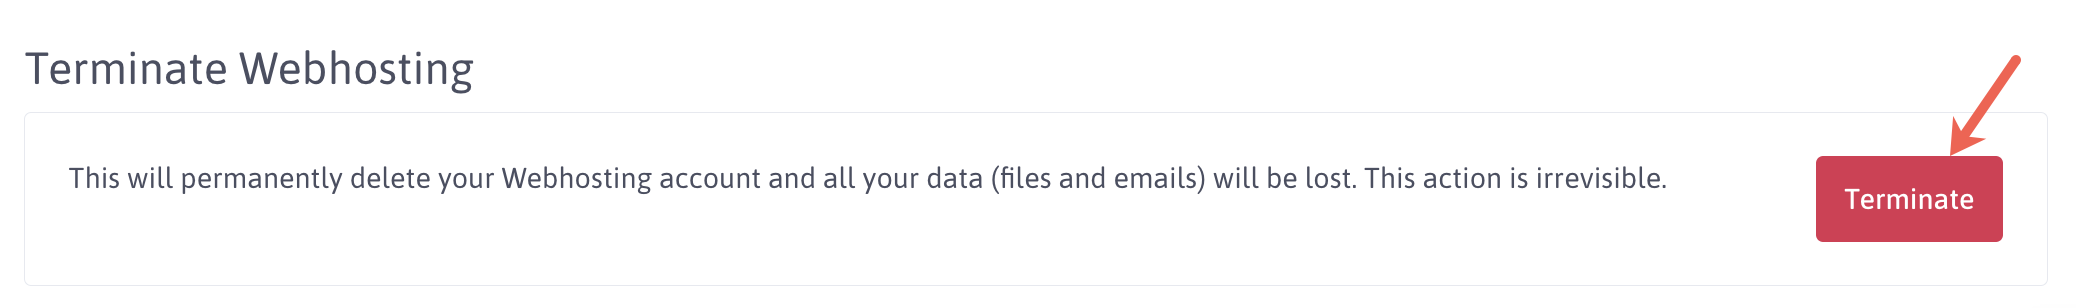 Terminate Webhosting
This will permanently delete your Webhosting account and all your data (files and emails) will be lost. This action is irrevisible.
Terminate